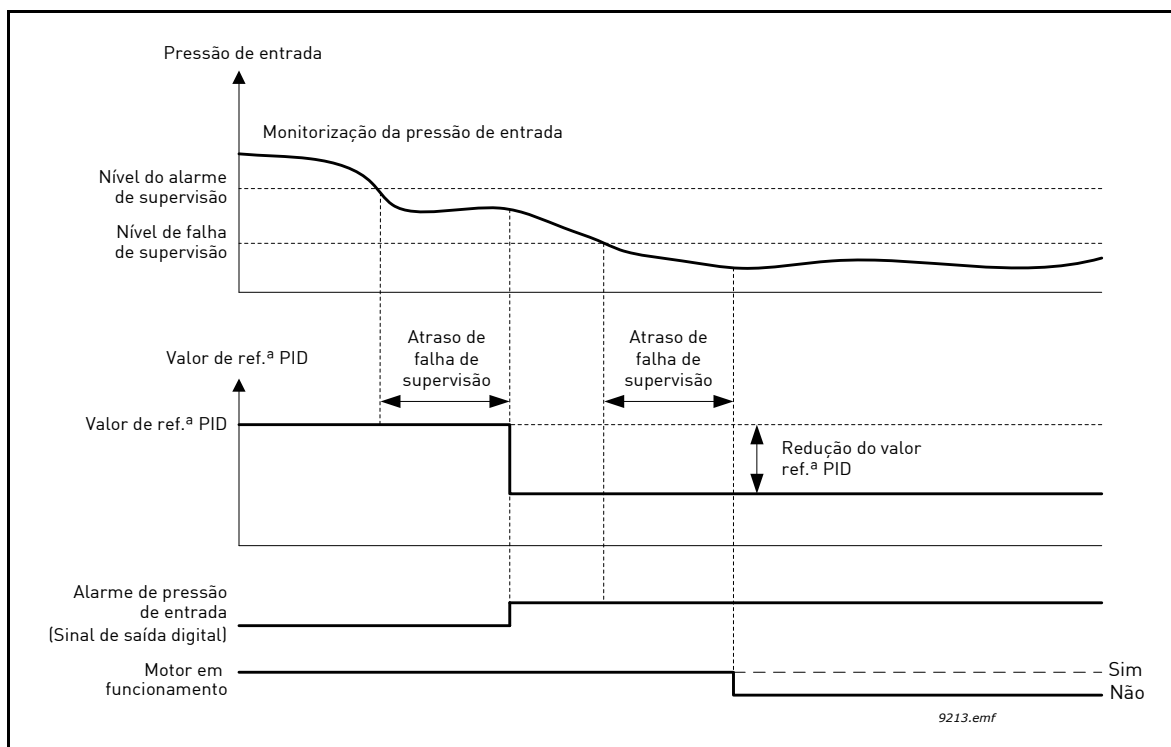 Pressão de entrada
Monitorização da pressão de entrada
Nível do alarme
de supervisão
Nível de falha
de supervisão
Atraso de
falha de
supervisão
Atraso de
falha de
supervisão
Valor de ref.ª PID
Valor de ref.ª PID
Redução do valor
ref.ª PID
Alarme de pressão
de entrada
(Sinal de saída digital)
Motor em
funcionamento
Sim
Não
9213.emf